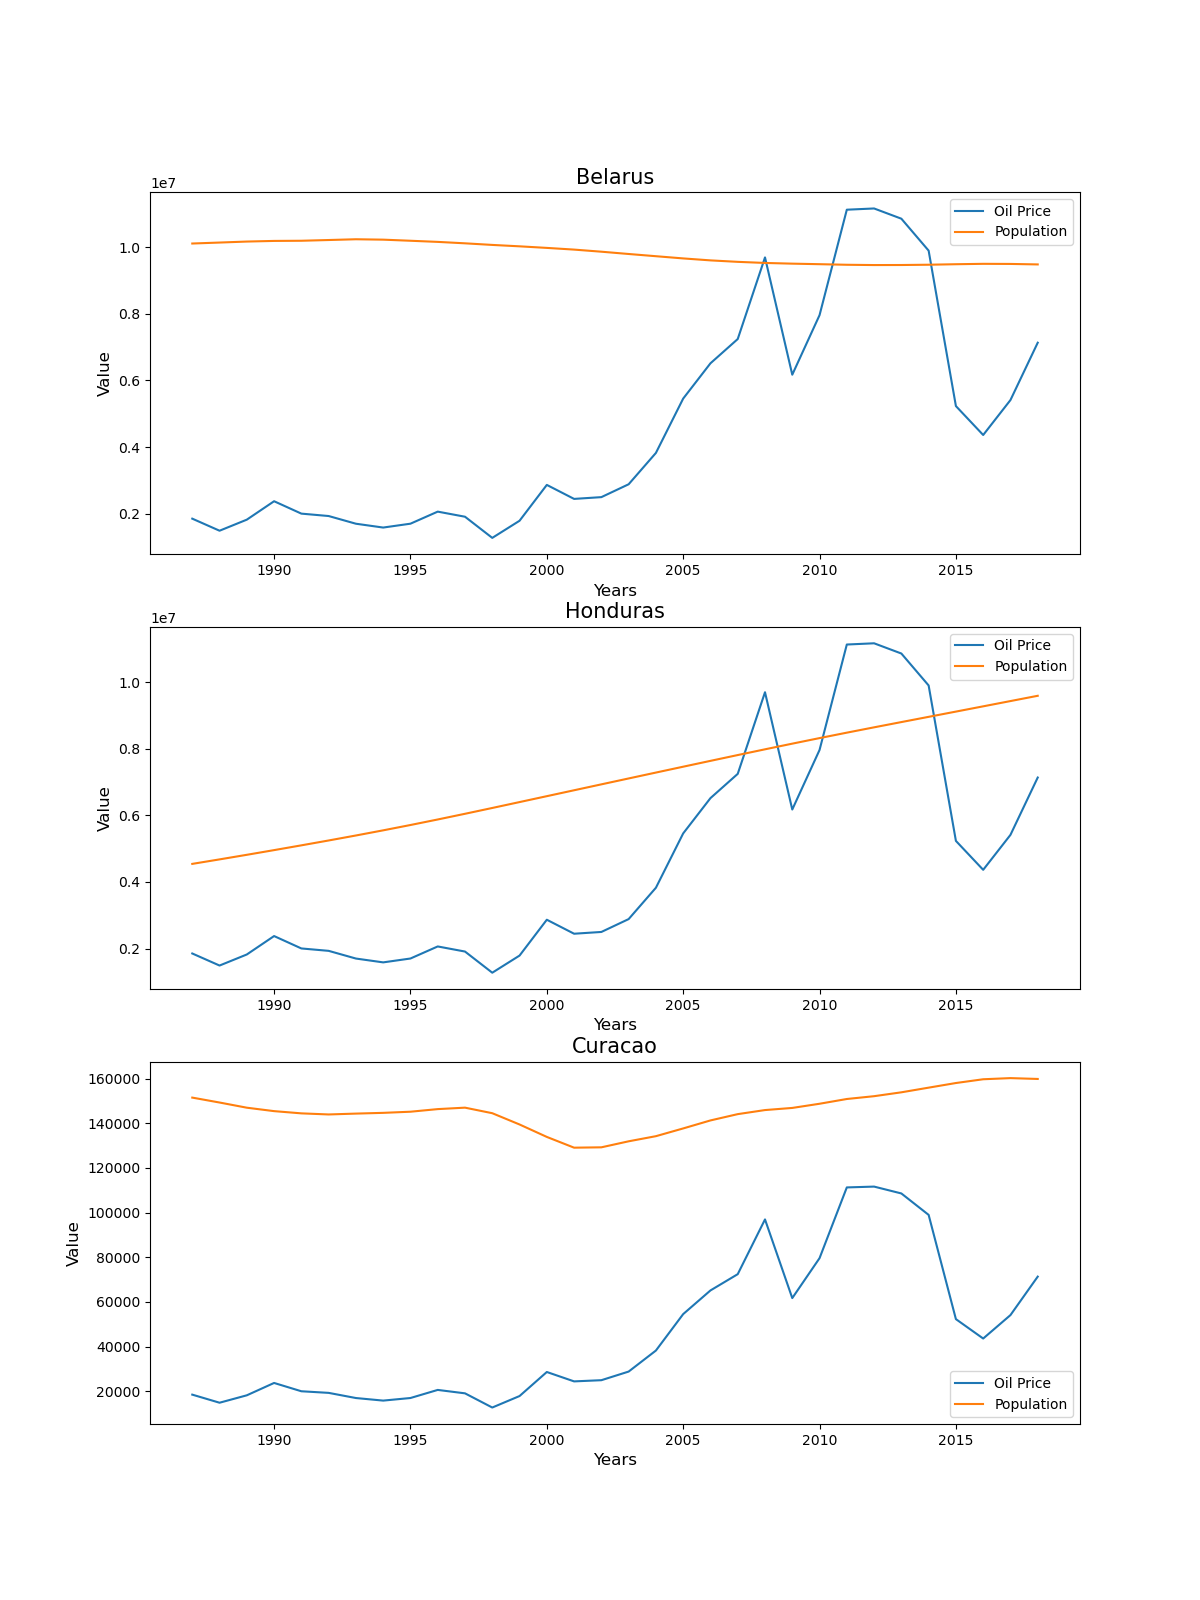 Belarus
1e7
Oil Price
Population
1.0
0.8
0.6
0.4
0.2
Value
1990 1995 2000 2005 2010 2015
Years
Honduras
1e7
Oil Price
Population
1.0
0.8
0.6
0.4
0.2
Value
1990 1995 2000 2005 2010 2015
Years
Curacao
160000
140000
120000
100000
80000
60000
40000
20000
Value
Oil Price
Population
1990 1995 2000 2005 2010 2015
Years